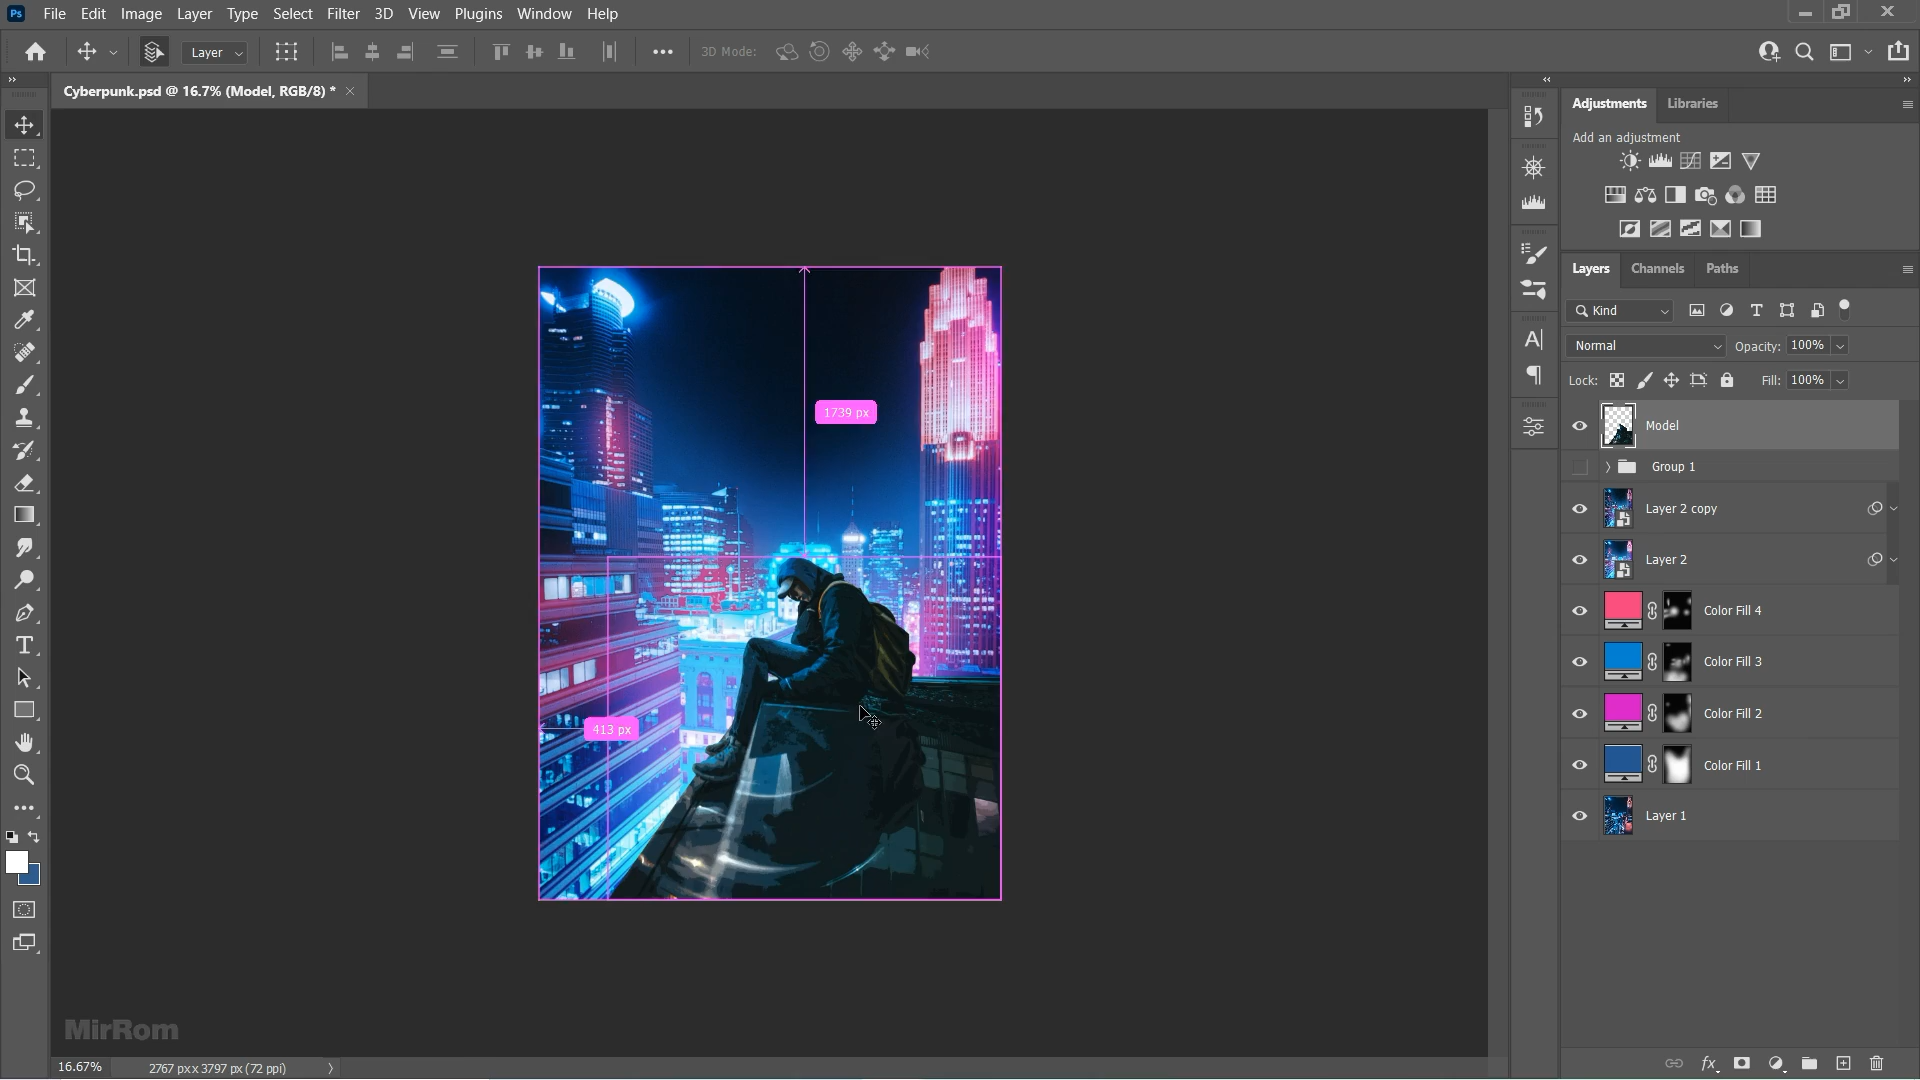 Ps File Edit Image Layer Type Select Filter 3D View Plugins Window Help
Layer 3D Mode:
Cyberpunk.psd @ 16.7% (Model, RGB/8) *
Adjustments Libraries
Add an adjustment
Layers Channels Paths
Kind
Normal Opacity: 100%
Lock: Fill: 100%
1739 px
Model
Group 1
Layer 2 copy
Layer 2
Color Fill 4
Color Fill 3
Color Fill 2
413 px
Color Fill 1
Layer 1
MirRom
16.67% 2767 px x 3797 px (72 ppi)
fx